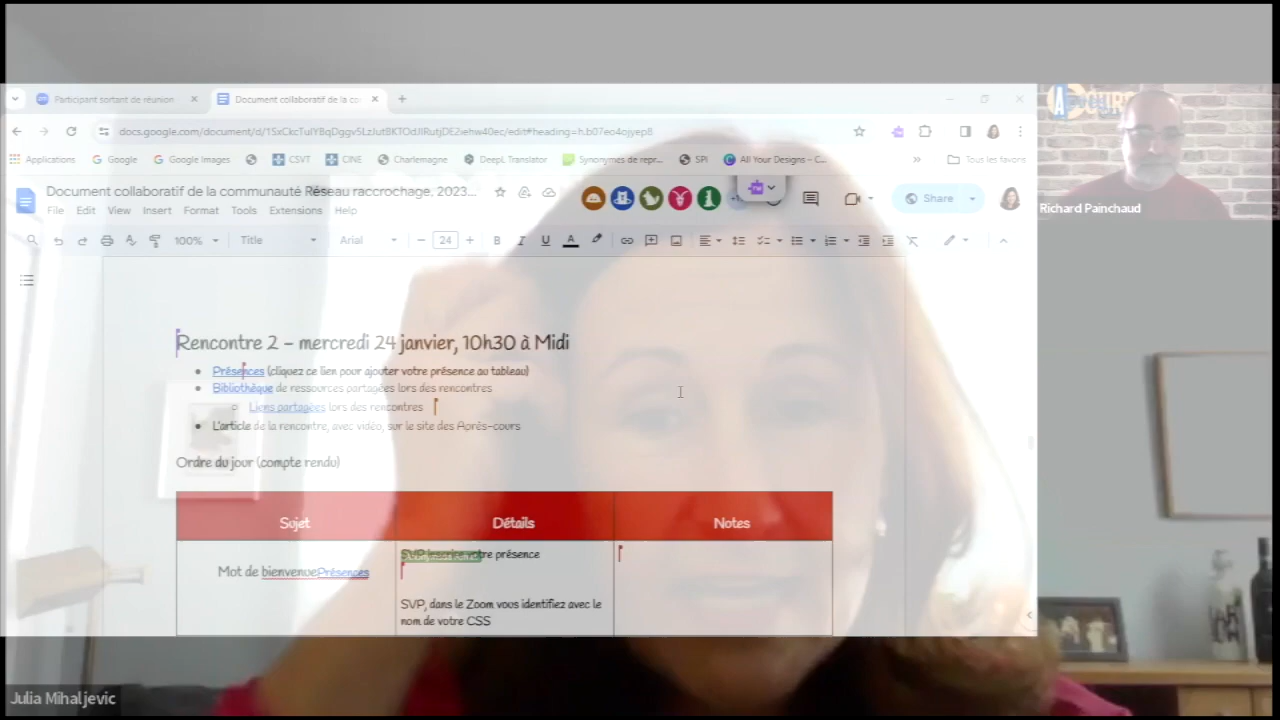 Participant sortant de réunion
Document collaboratif de la co
docs.google.com/document/d/
Applications
Google
Google Images
CSVT
CINE
Charlemagne
DeepL Translator
Synonymes de repr...
SPI
All Your Designs – C...
Tous les favoris
Document collaboratif de la communauté Réseau raccrochage. 2023...
Share
File Edit View Insert Format Tools Extensions Help
100%
Title
Arial
24
Richard Painchaud
Rencontre 2 – mercredi 24 janvier, 10h30 à Midi
Présences (cliquez ce lien pour ajouter votre présence au tableau)
Bibliothèque de ressources partagées lors des rencontres
Liens partagées lors des rencontres
L'article de la rencontre, avec vidéo, sur le site des Après-cours
Ordre du jour (compte rendu)
Sujet
Détails
Notes
Mot de bienvenuePrésences
SVP inscrire votre présence
SVP, dans le Zoom vous identifiez avec le
nom de votre CSS
Julia Mihaljevic